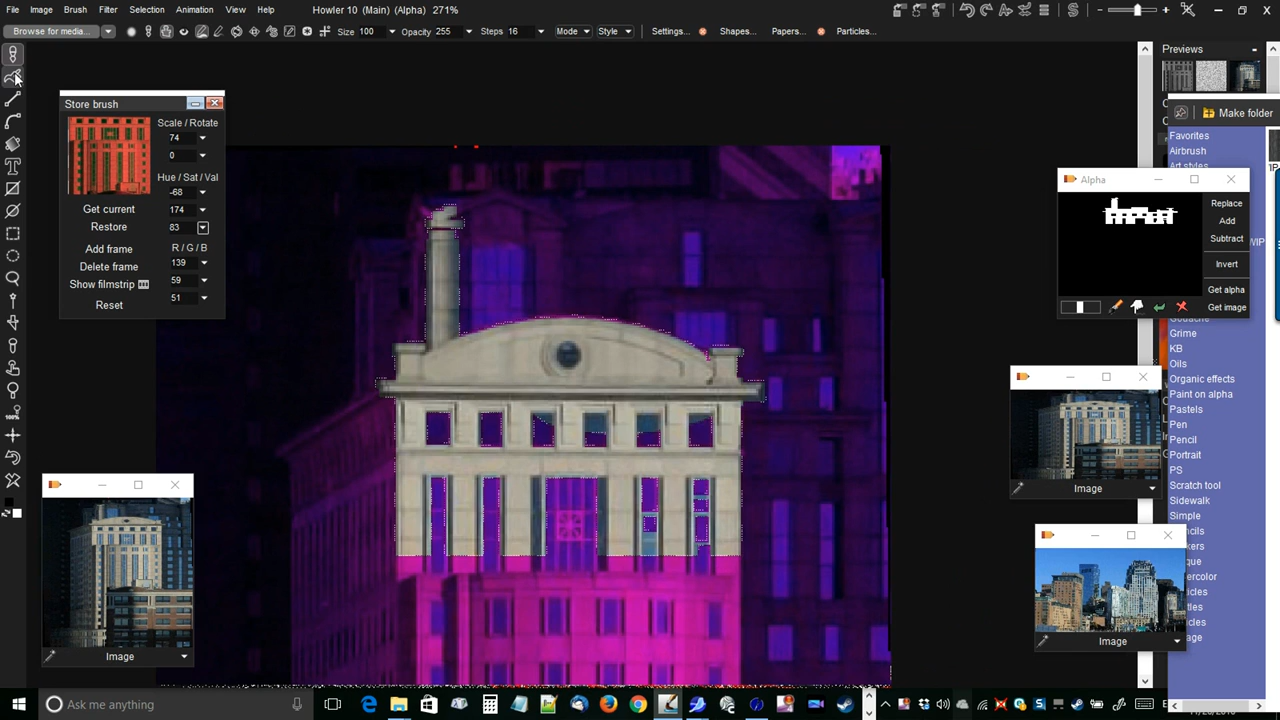 File Image Brush Filter Selection Animation View Help Howler 10 (Main) (Alpha) 271%
Browse for media... Size 100 Opacity 255 Steps 16 Mode Style Settings... Shapes... Papers... Particles...
Previews
Store brush
Scale / Rotate
74
0
Hue / Sat / Val
-68
Get current 174
Restore 83
Add frame R / G / B
Delete frame 139
Show filmstrip 59
Reset 51
Make folder
Favorites
Airbrush
Art styles
Alpha
Replace
Add
Subtract
Invert
Get alpha
Get image
Grime
KB
Oils
Organic effects
Paint on alpha
Pastels
Pen
Pencil
Portrait
PS
Scratch tool
Sidewalk
Simple
Image
Image
Image
100%
Ask me anything